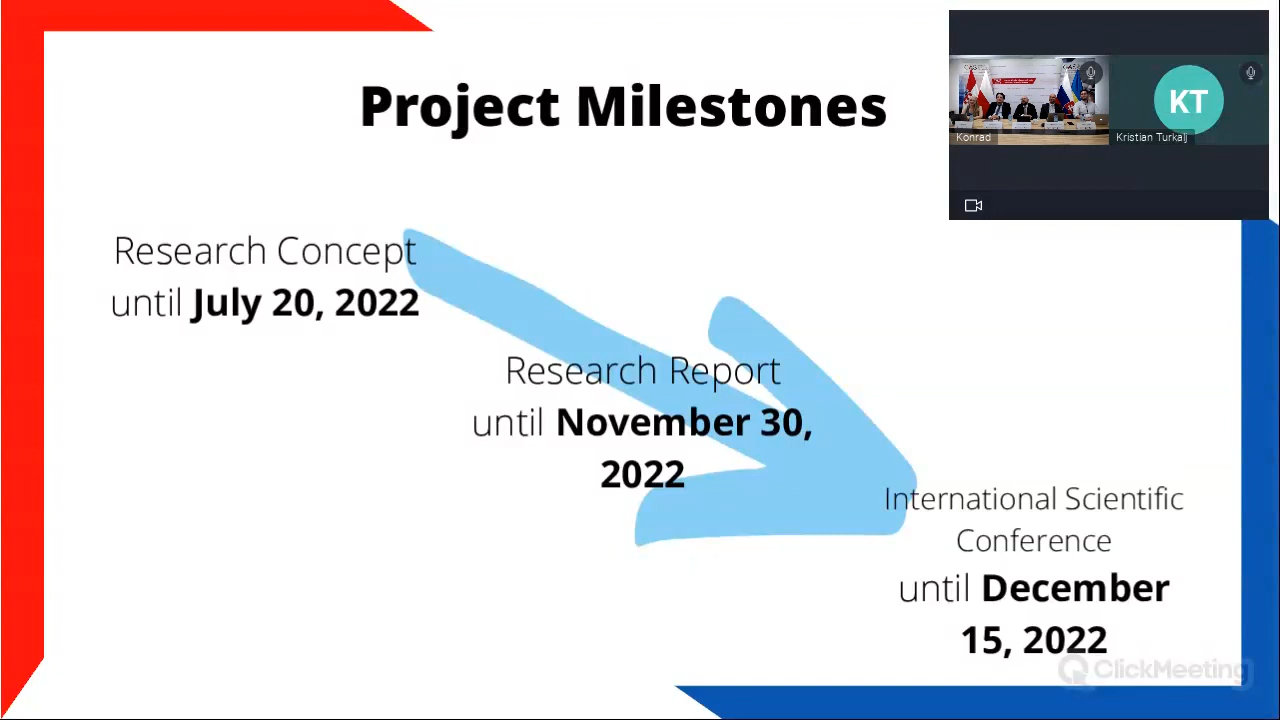 Project Milestones
KT
Konrad
Kristian Turkalj
Research Concept
until July 20, 2022
Research Report
until November 30,
2022
International Scientific
Conference
until December
15, 2022
ClickMeeting